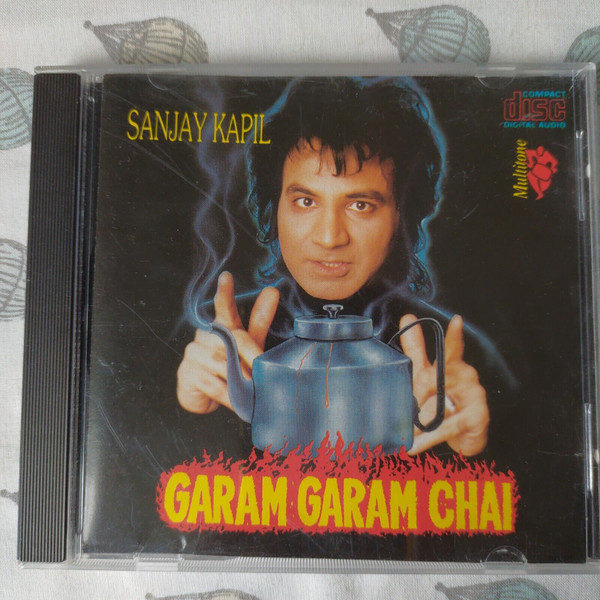 SANJAY KAPIL
COMPACT
disc
DIGITAL AUDIO
Multitone
GARAM GARAM CHAI